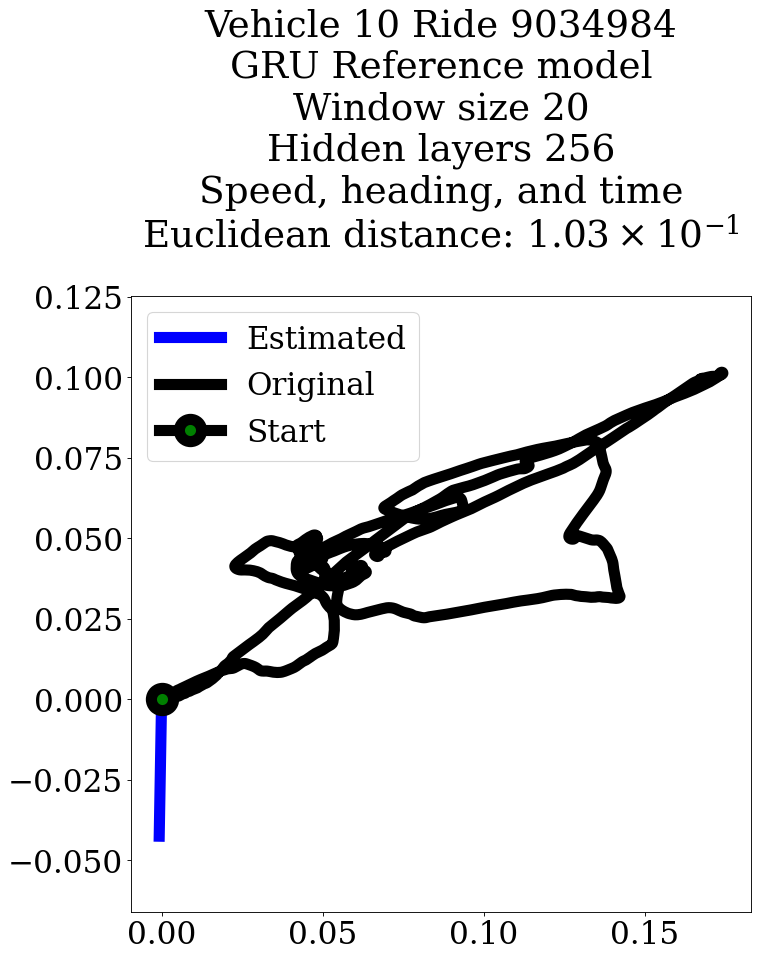 Vehicle 10 Ride 9034984
GRU Reference model
Window size 20
Hidden layers 256
Speed, heading, and time
Euclidean distance: 1.03 × 10⁻¹
0.125
0.100
0.075
0.050
0.025
0.000
−0.025
−0.050
Estimated
Original
Start
0.00 0.05 0.10 0.15